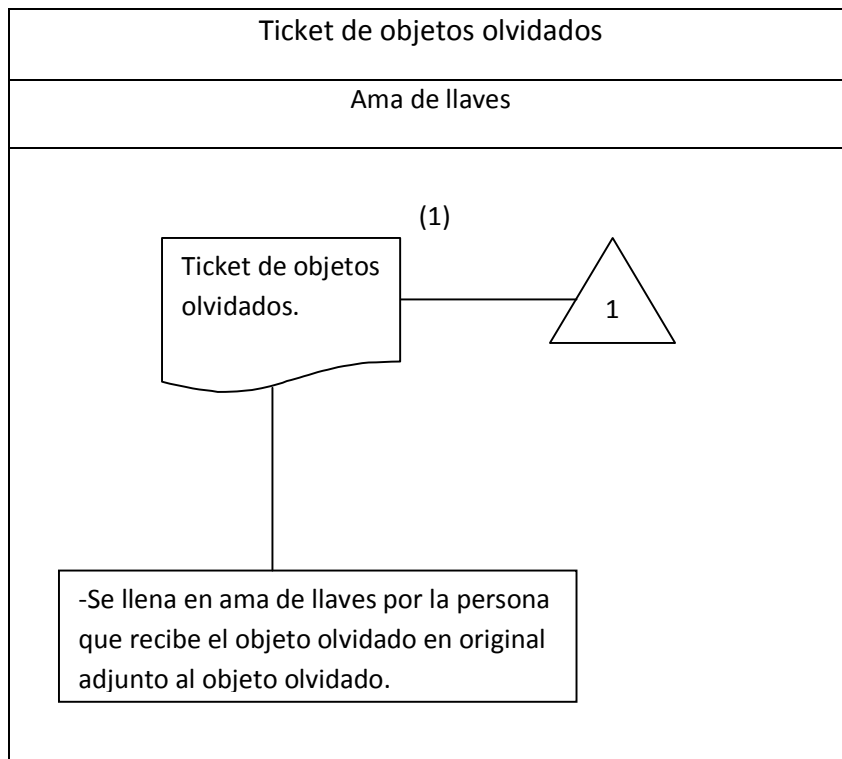 Ticket de objetos olvidados
Ama de llaves
(1)
Ticket de objetos
olvidados.
1
-Se llena en ama de llaves por la persona
que recibe el objeto olvidado en original
adjunto al objeto olvidado.